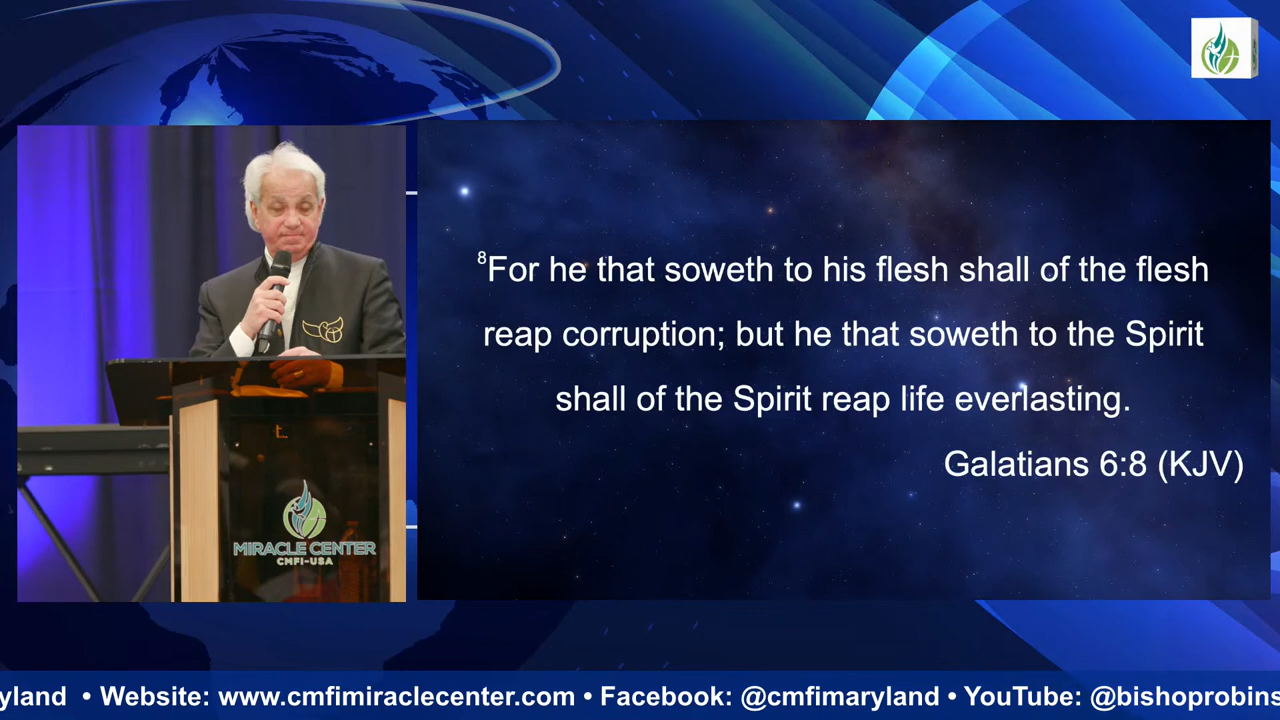 ⁸For he that soweth to his flesh shall of the flesh
reap corruption; but he that soweth to the Spirit
shall of the Spirit reap life everlasting.
Galatians 6:8 (KJV)
MIRACLE CENTER
CMFI-USA
yland • Website: www.cmfimiraclecenter.com • Facebook: @cmfimaryland • YouTube: @bishoprobins